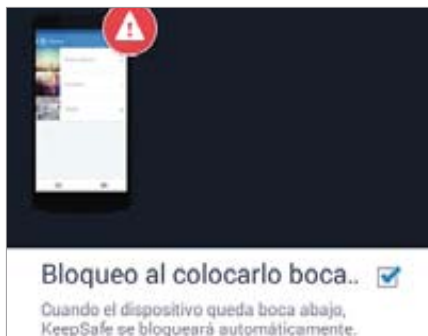 Bloqueo al colocarlo boca..
Cuando el dispositivo queda boca abajo,
KeepSafe se bloqueará automáticamente.